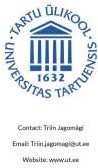 TARTU ÜLIKOOL
UNIVERSITAS TARTUENSIS
1632
Contact: Triin Jagomägi
Email: Triin.jagomagi@ut.ee
Website: www.ut.ee